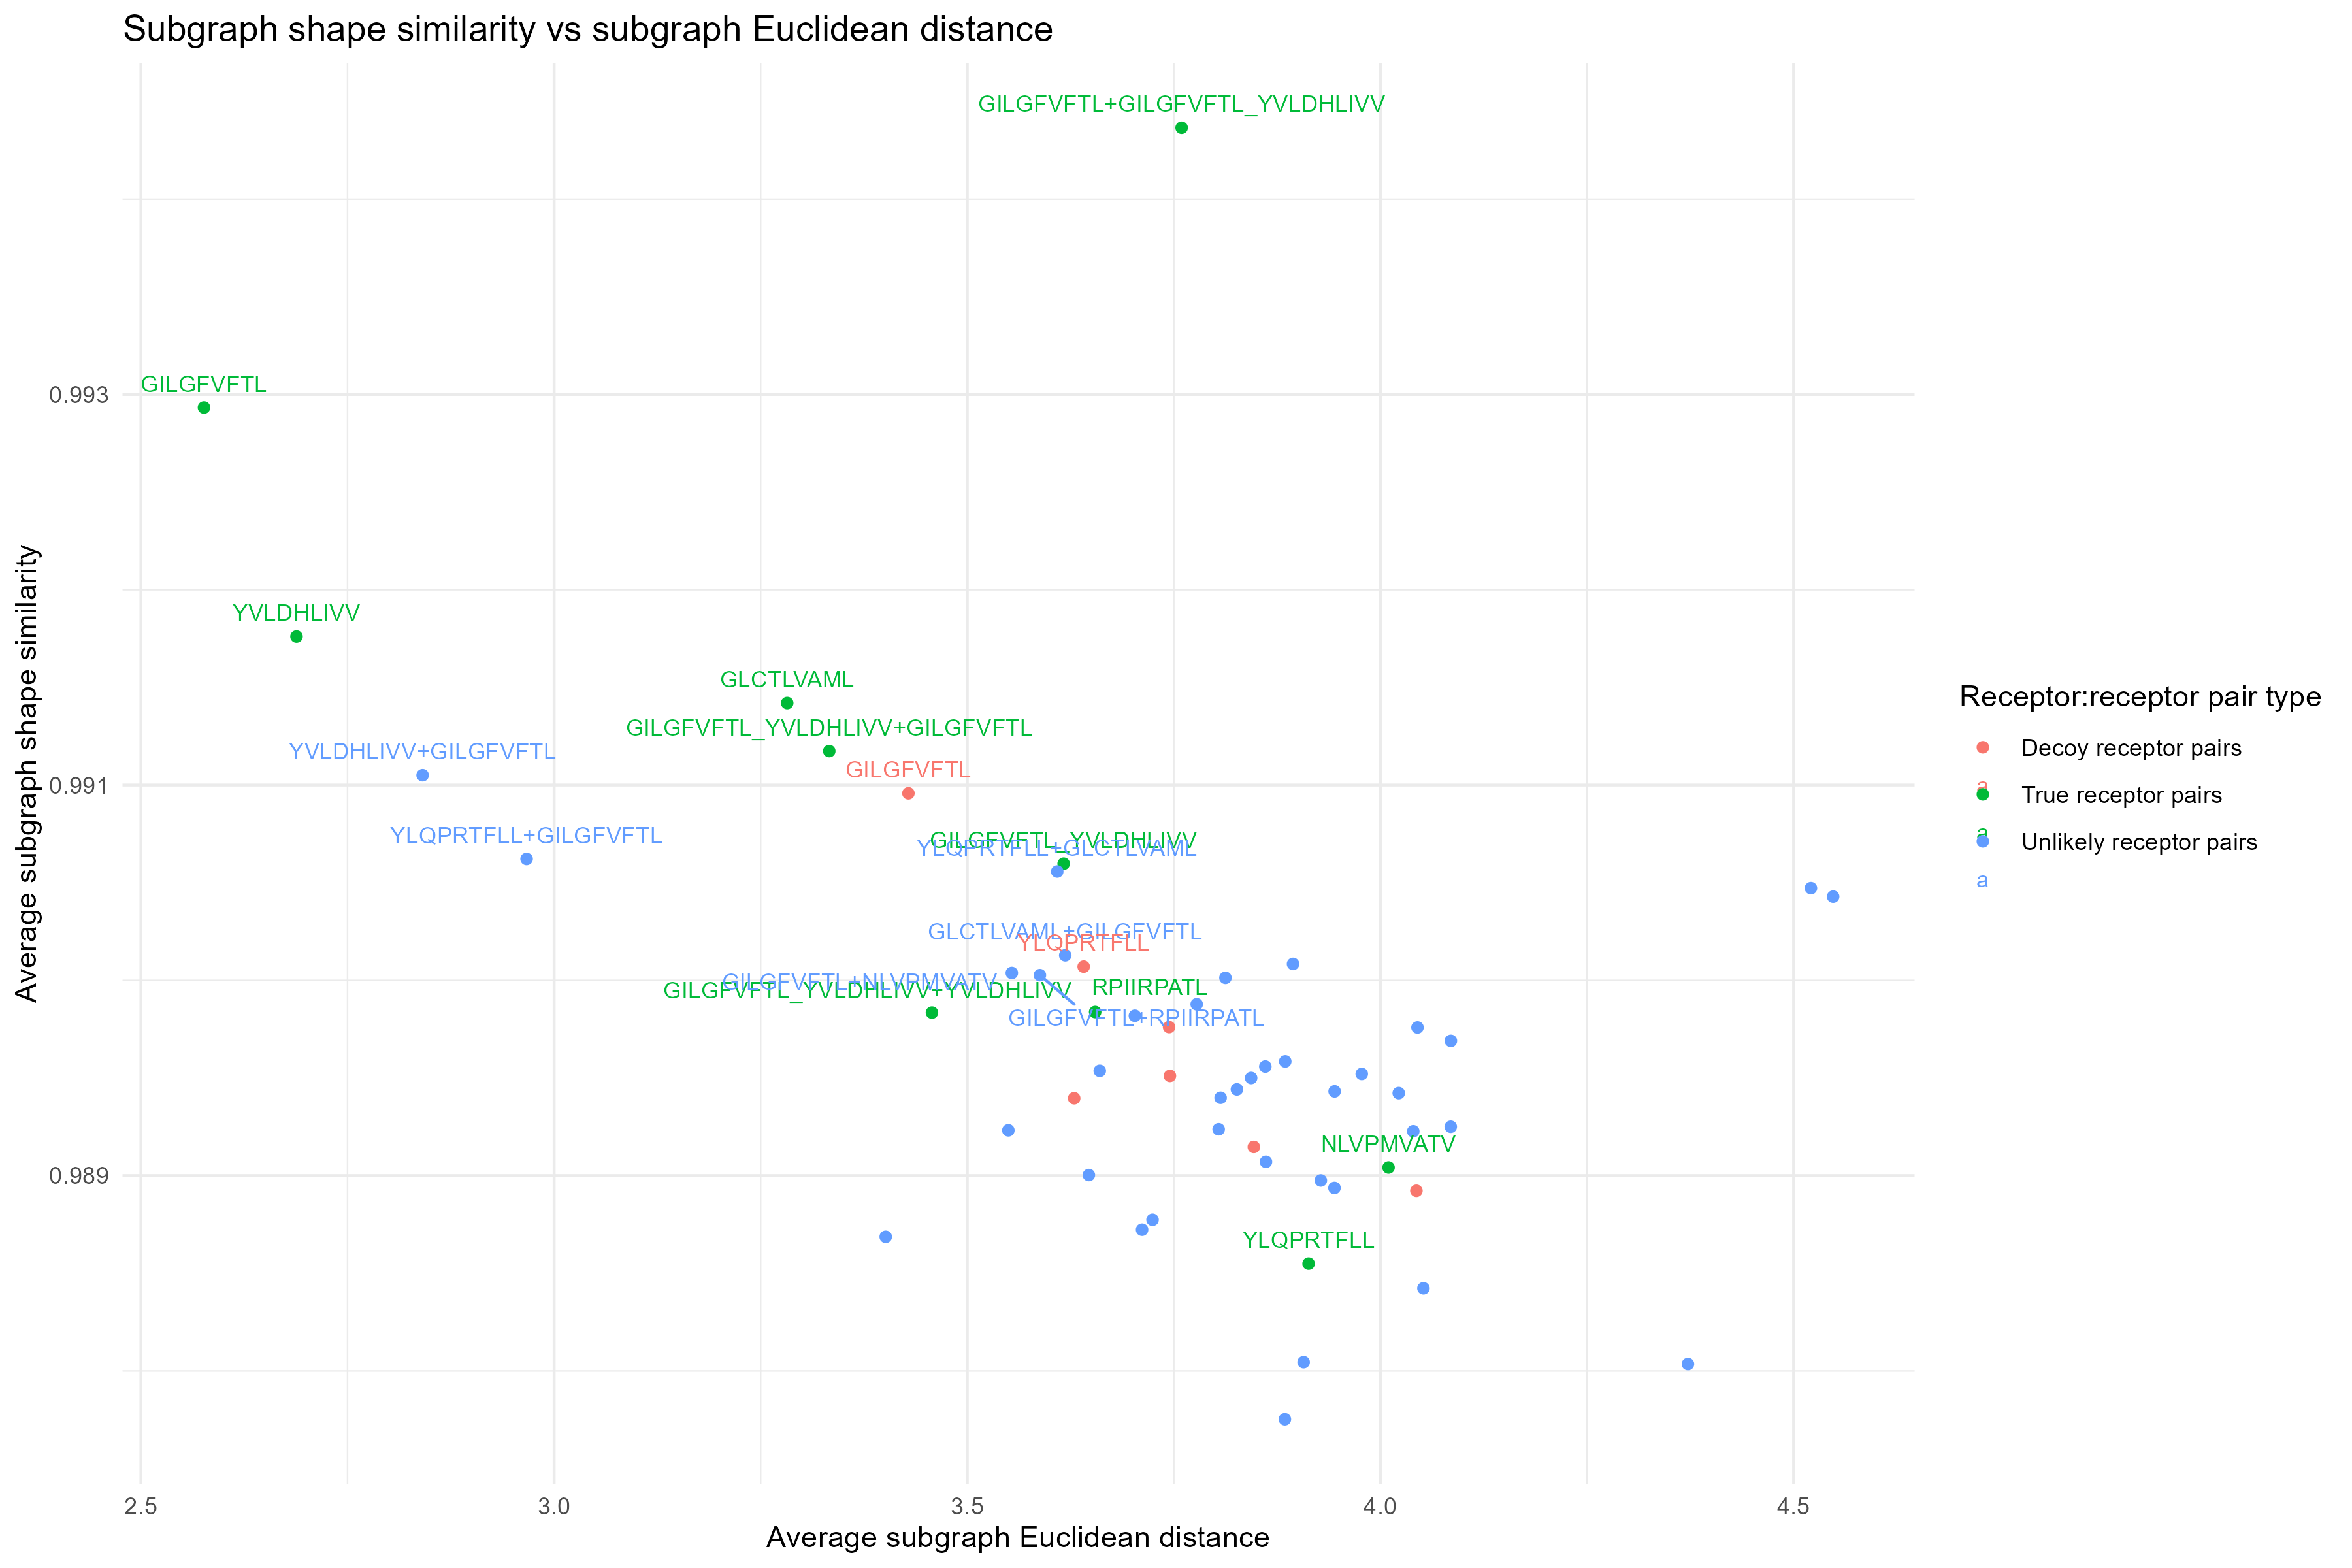 Subgraph shape similarity vs subgraph Euclidean distance
GILGFVFTL+GILGFVFTL_YVLDHLIVV
GILGFVFTL
0.993
YVLDHLIVV
GLCTLVAML
GILGFVFTL_YVLDHLIVV+GILGFVFTL
YVLDHLIVV+GILGFVFTL
GILGFVFTL
0.991
YLQPRTFLL+GILGFVFTL
GILGFVFTL_YVLDHLIVV
YLQPRTFLL+GLCTLVAML
GLCTLVAML+GILGFVFTL
YLQPRTFLL
GILGFVFTL+NLVPMVATV
GILGFVFTL_YVLDHLIVV+YVLDHLIVV
RPIIRPATL
GILGFVFTL+RPIIRPATL
NLVPMVATV
0.989
YLQPRTFLL
2.5
3.0
3.5
4.0
4.5
Average subgraph Euclidean distance
Average subgraph shape similarity
Receptor:receptor pair type
Decoy receptor pairs
a
True receptor pairs
a
Unlikely receptor pairs
a